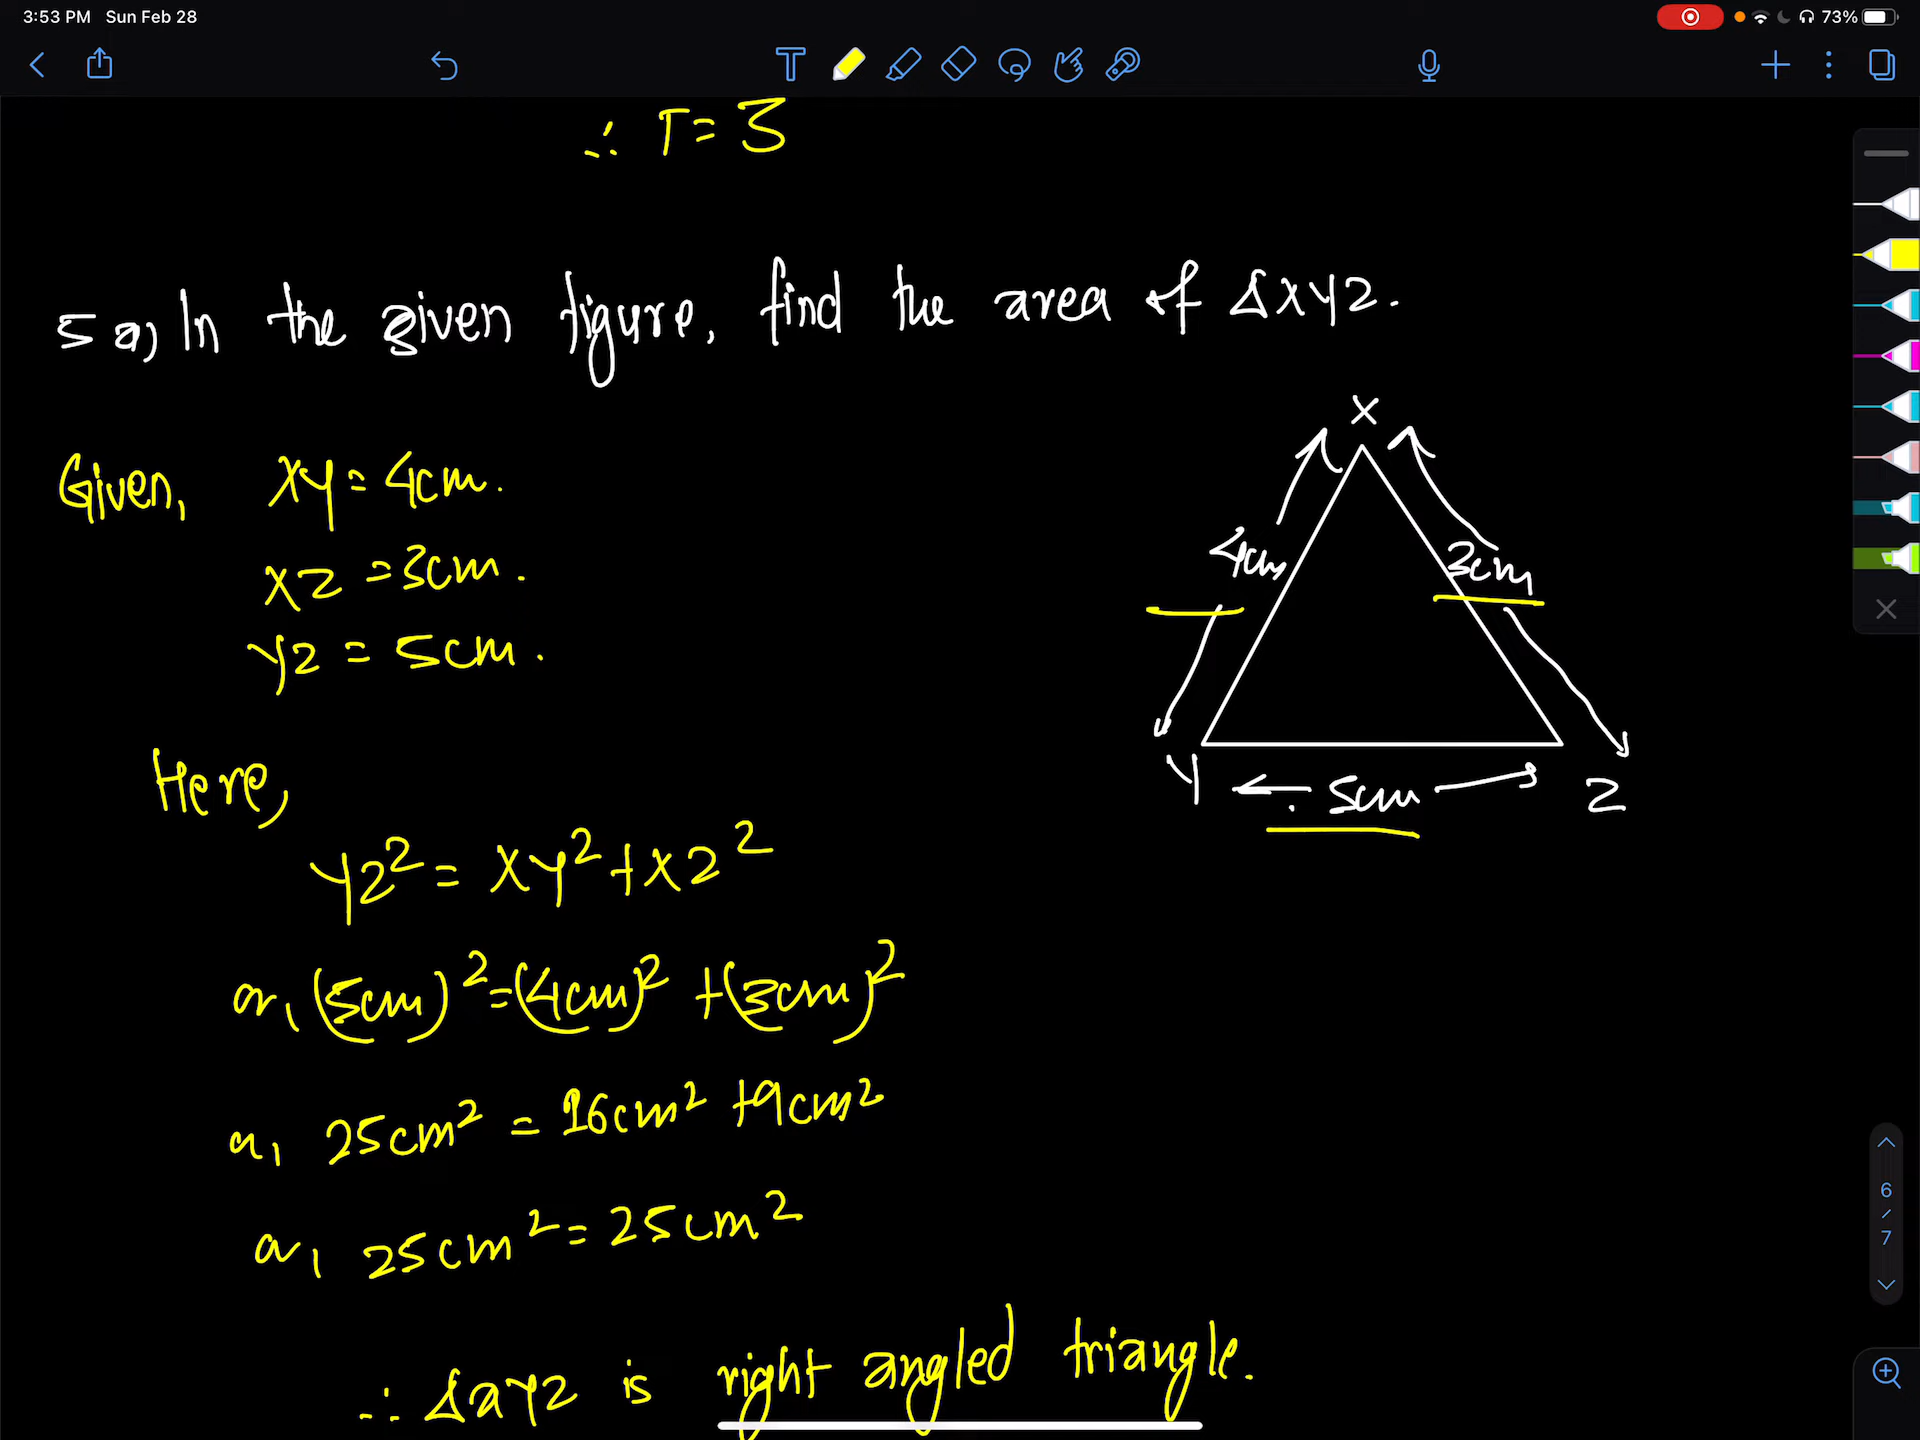 3:53 PM Sun Feb 28
73%
∴ T = 3
5 a, In the given figure, find the area of ΔXYZ.
X
Given, XY = 4cm.
4cm 3cm
XZ = 3cm.
YZ = 5cm.
Y 5cm Z
Here,
YZ² = XY² + XZ²
or, (5cm)² = (4cm)² + (3cm)²
or, 25cm² = 16cm² + 9cm²
or, 25cm² = 25cm²
∴ ΔaYZ is right angled triangle.
6
/
7